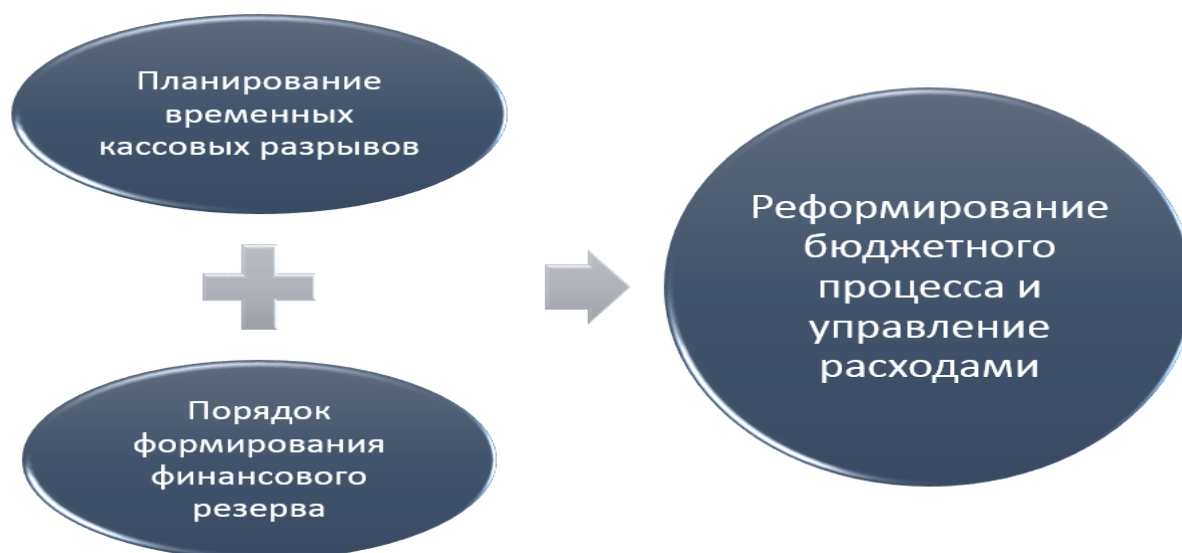 Планирование
временных
кассовых разрывов
Порядок
формирования
финансового
резерва
Реформирование
бюджетного
процесса и
управление
расходами